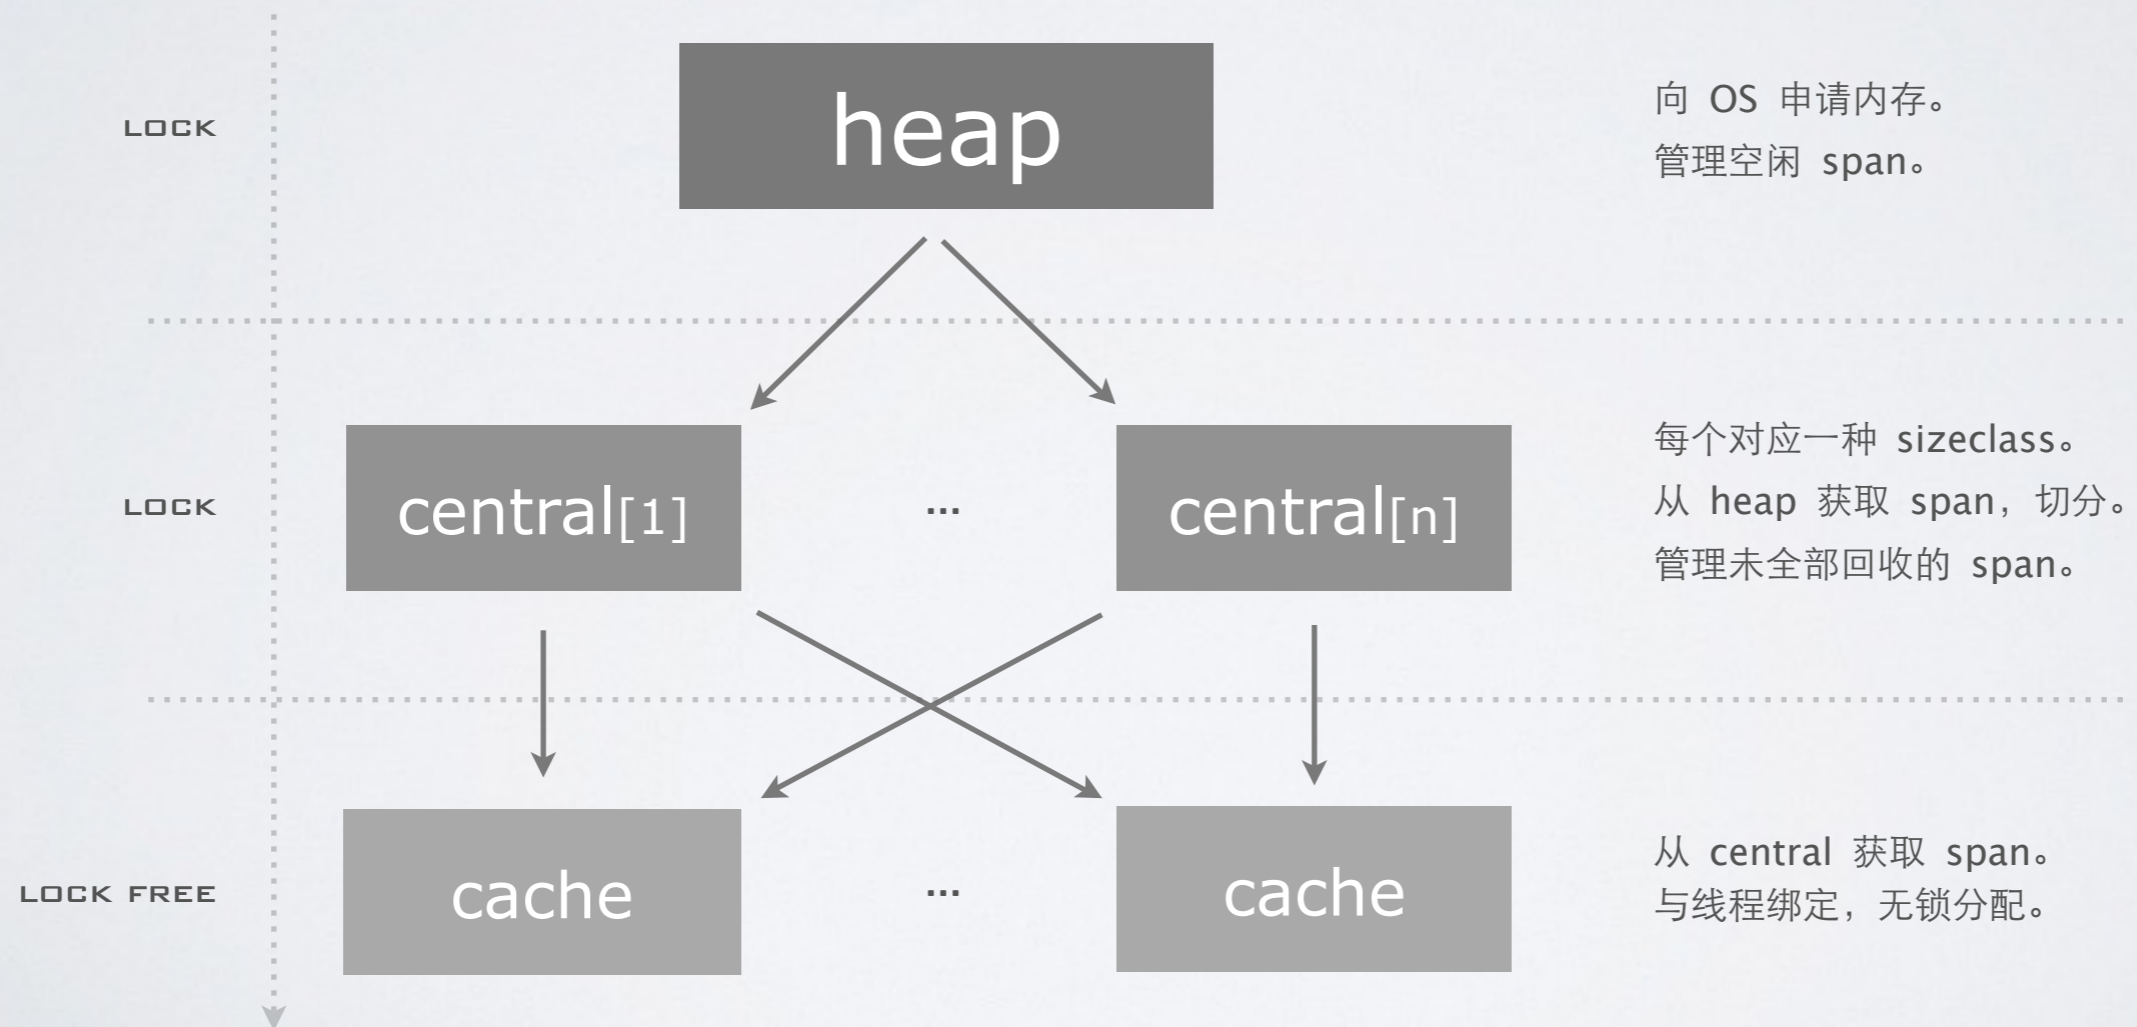 LOCK
heap
向 OS 申请内存。
管理空闲 span。
LOCK
central[1]
...
central[n]
每个对应一种 sizeclass。
从 heap 获取 span，切分。
管理未全部回收的 span。
LOCK FREE
cache
...
cache
从 central 获取 span。
与线程绑定，无锁分配。